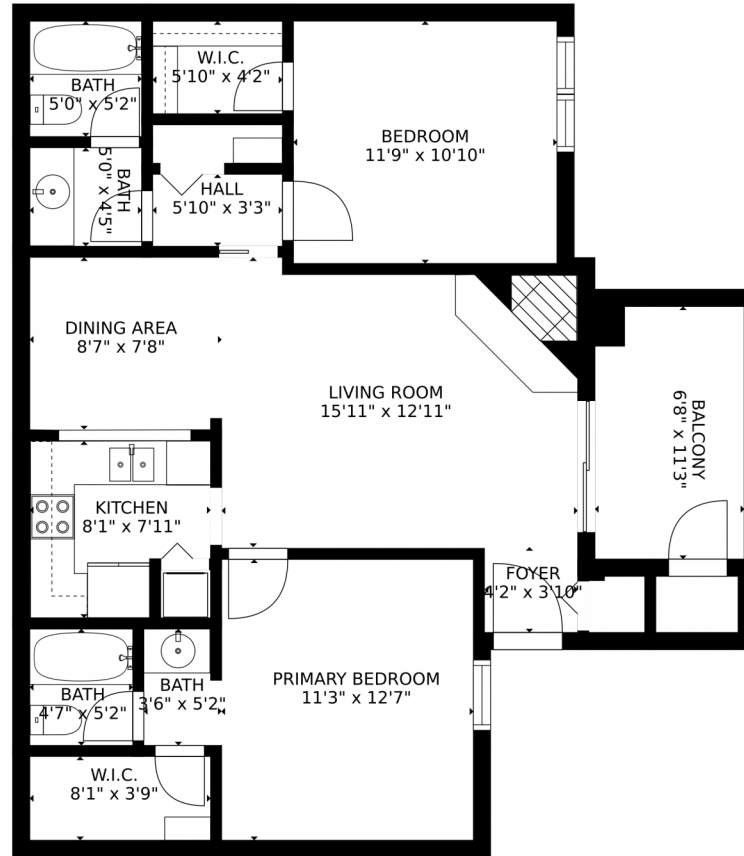 W.I.C.
5'10" x 4'2"
BATH
5'0" x 5'2"
BEDROOM
11'9" x 10'10"
BATH
5'0" x 4'5"
HALL
5'10" x 3'3"
DINING AREA
8'7" x 7'8"
LIVING ROOM
15'11" x 12'11"
BALCONY
6'8" x 11'3"
KITCHEN
8'1" x 7'11"
FOYER
4'2" x 3'10"
BATH
4'7" x 5'2"
BATH
3'6" x 5'2"
PRIMARY BEDROOM
11'3" x 12'7"
W.I.C.
8'1" x 3'9"